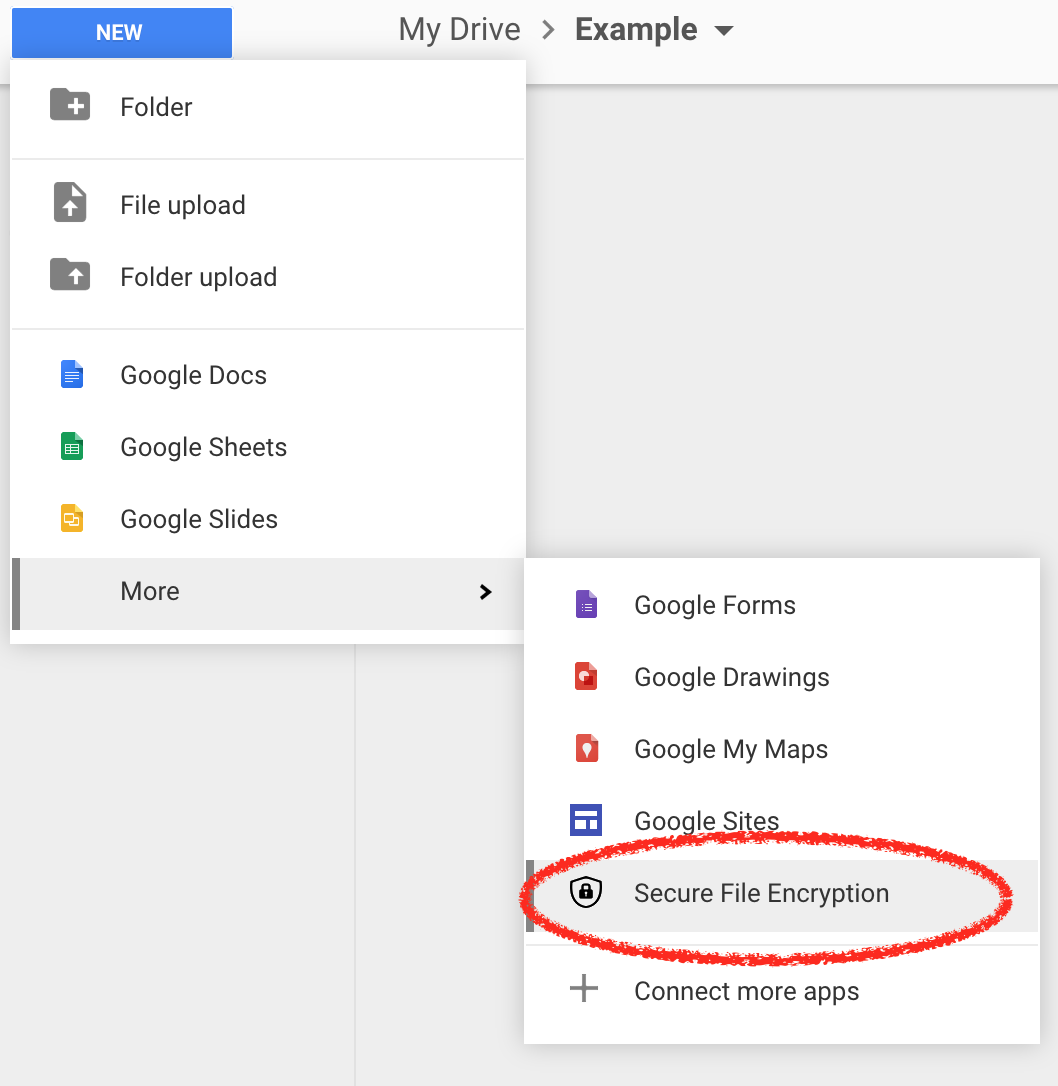 NEW
My Drive > Example
Folder
File upload
Folder upload
Google Docs
Google Sheets
Google Slides
More
Google Forms
Google Drawings
Google My Maps
Google Sites
Secure File Encryption
Connect more apps